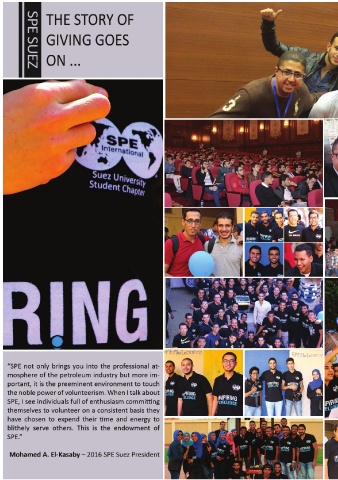 SPE SUEZ
THE STORY OF
GIVING GOES
ON ...
SPE
International
Suez University
Student Chapter
R!NG
"SPE not only brings you into the professional at-
mosphere of the petroleum industry but more im-
portant, it is the preeminent environment to touch
the noble power of volunteerism. When I talk about
SPE, I see individuals full of enthusiasm committing
themselves to volunteer on a consistent basis they
have chosen to expend their time and energy to
blithely serve others. This is the endowment of
SPE."
Mohamed A. El-Kasaby – 2016 SPE Suez President
3